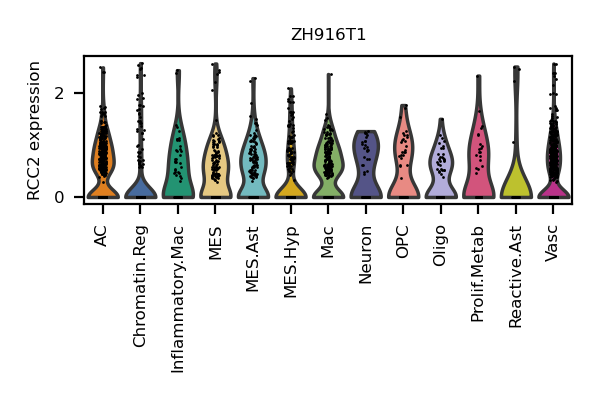 ZH916T1
RCC2 expression
2
0
AC
Chromatin.Reg
Inflammatory.Mac
MES
MES.Ast
MES.Hyp
Mac
Neuron
OPC
Oligo
Prolif.Metab
Reactive.Ast
Vasc